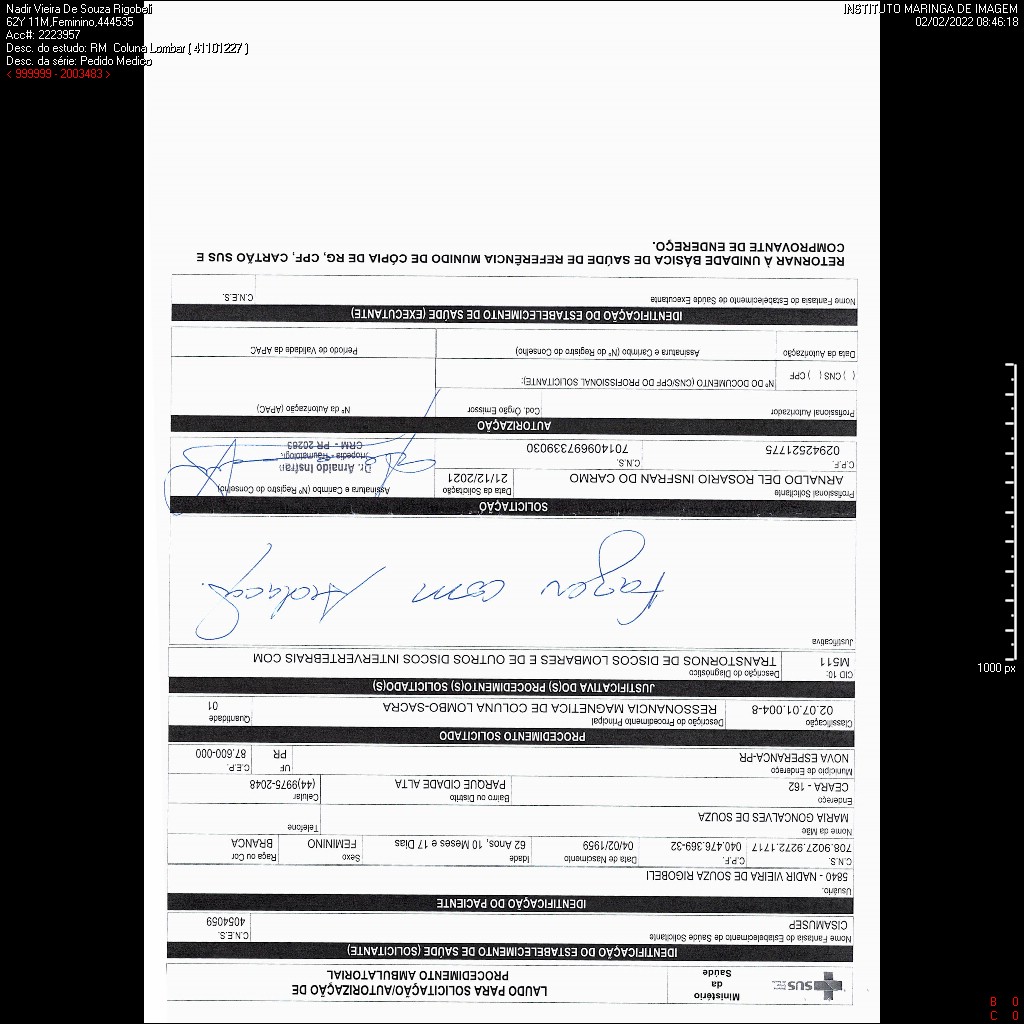 Nadir Vieira De Souza Rigobeli
62Y 11M,Feminino,444535
Acc#: 2223957
Desc. do estudo: RM Coluna Lombar ( 41101227 )
Desc. da série: Pedido Medico
< 999999 - 2003483 >
INSTITUTO MARINGA DE IMAGEM
02/02/2022 08:46:18
SUS
Ministério
da
Saúde
LAUDO PARA SOLICITAÇÃO/AUTORIZAÇÃO DE
PROCEDIMENTO AMBULATORIAL
IDENTIFICAÇÃO DO ESTABELECIMENTO DE SAÚDE (SOLICITANTE)
Nome Fantasia do Estabelecimento de Saúde Solicitante C.N.E.S.
CISAMUSEP 4054059
IDENTIFICAÇÃO DO PACIENTE
Usuário.
5840 - NADIR VIEIRA DE SOUZA RIGOBELI
C.N.S. C.P.F. Data de Nascimento Idade Sexo Raça ou Cor
708.9027.9272.1717 040.476.369-32 04/02/1959 62 Anos, 10 Meses e 17 Dias FEMININO BRANCA
Nome da Mãe Telefone
MARIA GONCALVES DE SOUZA
Endereço Bairro ou Distrito Celular
CEARA - 162 PARQUE CIDADE ALTA (44)9975-2048
Município de Endereço UF C.E.P.
NOVA ESPERANCA-PR PR 87.600-000
PROCEDIMENTO SOLICITADO
Classificação Descrição do Procedimento Principal Quantidade
02.07.01.004-8 RESSONANCIA MAGNETICA DE COLUNA LOMBO-SACRA 01
JUSTIFICATIVA DO(S) PROCEDIMENTO(S) SOLICITADO(S)
CID 10: Descrição do Diagnóstico
M511 TRANSTORNOS DE DISCOS LOMBARES E DE OUTROS DISCOS INTERVERTEBRAIS COM
Justificativa
Fazer com
SOLICITAÇÃO
Profissional Solicitante Data da Solicitação Assinatura e Carimbo (Nº Registro do Conselho)
ARNALDO DEL ROSARIO INSFRAN DO CARMO 21/12/2021
Dr. Arnaldo Insfran
C.P.F. C.N.S.
02942521775 701409697339030
CRM - PR 20263
AUTORIZAÇÃO
Profissional Autorizador Cod. Orgão Emissor Nº da Autorização (APAC)
( ) CNS ( ) CPF Nº DOCUMENTO (CNS/CPF DO PROFISSIONAL SOLICITANTE):
Data da Autorização Assinatura e Carimbo (Nº do Registro do Conselho) Período de Validade da APAC
IDENTIFICAÇÃO DO ESTABELECIMENTO DE SAÚDE (EXECUTANTE)
Nome Fantasia do Estabelecimento de Saúde Executante C.N.E.S.
RETORNAR À UNIDADE BÁSICA DE SAÚDE DE REFERÊNCIA MUNIDO DE CÓPIA DE RG, CPF, CARTÃO SUS E
COMPROVANTE DE ENDEREÇO.
1000 px
B 0
C 0